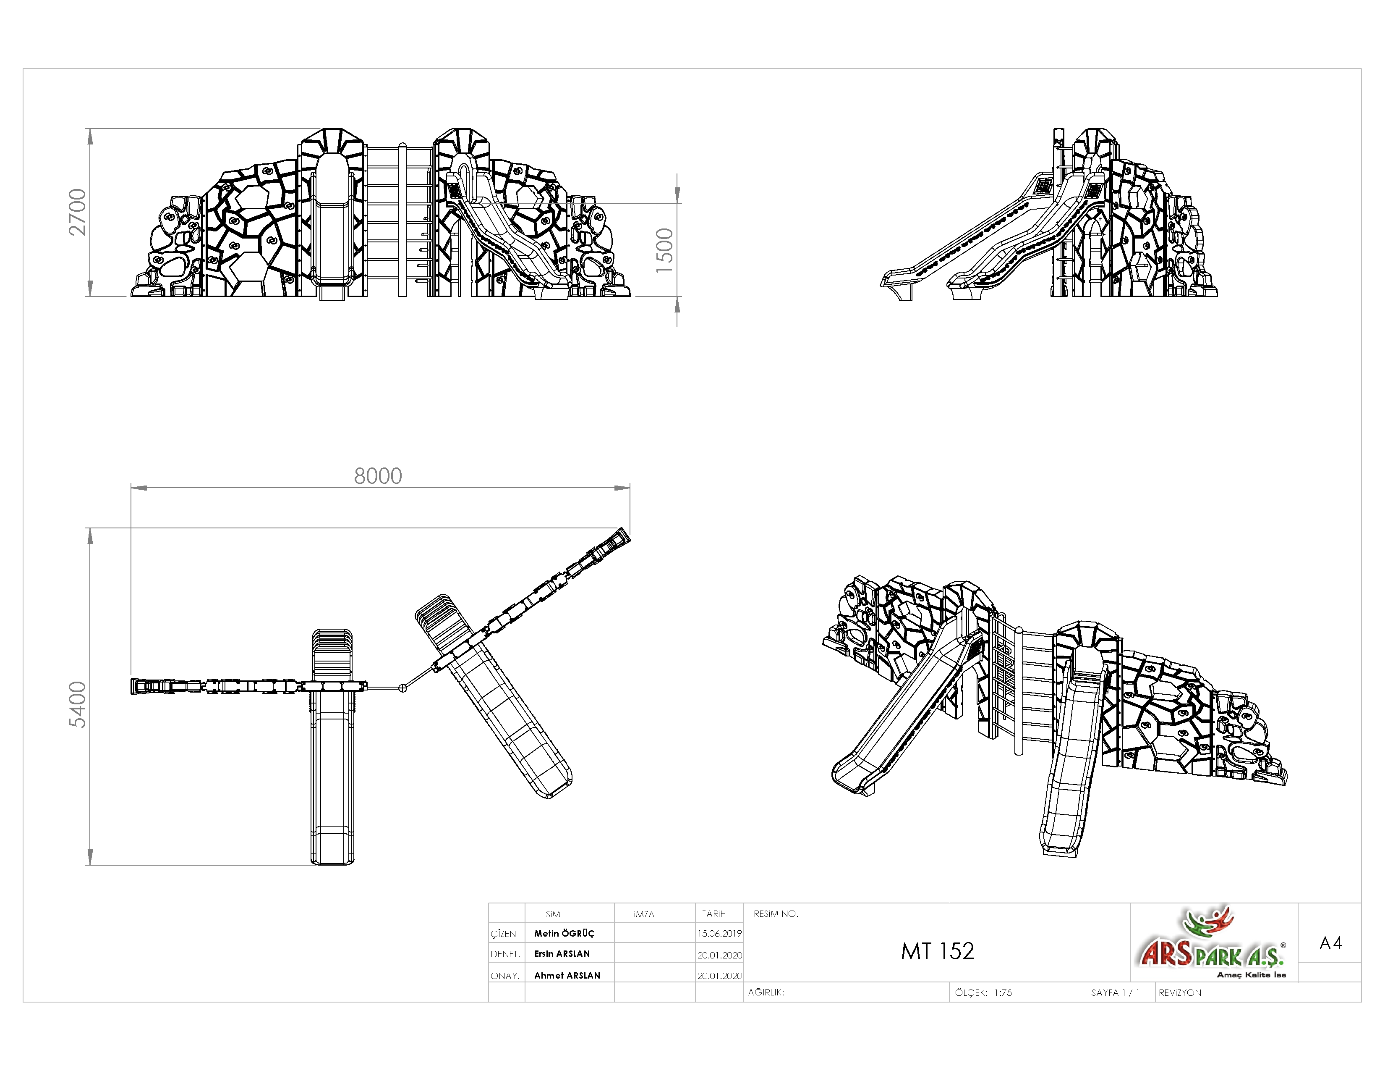 2700
1500
8000
5400
İSİM
İMZA
TARİH
RESİM NO.
ÇİZEN
Metin ÖGRÜÇ
15.06.2019
DENET.
Ersin ARSLAN
20.01.2020
ONAY.
Ahmet ARSLAN
20.01.2020
MT 152
ARSPARK A.Ş.®
Amaç Kalite ise
A4
AĞIRLIK:
ÖLÇEK: 1:75
SAYFA 1 / 1
REVİZYON